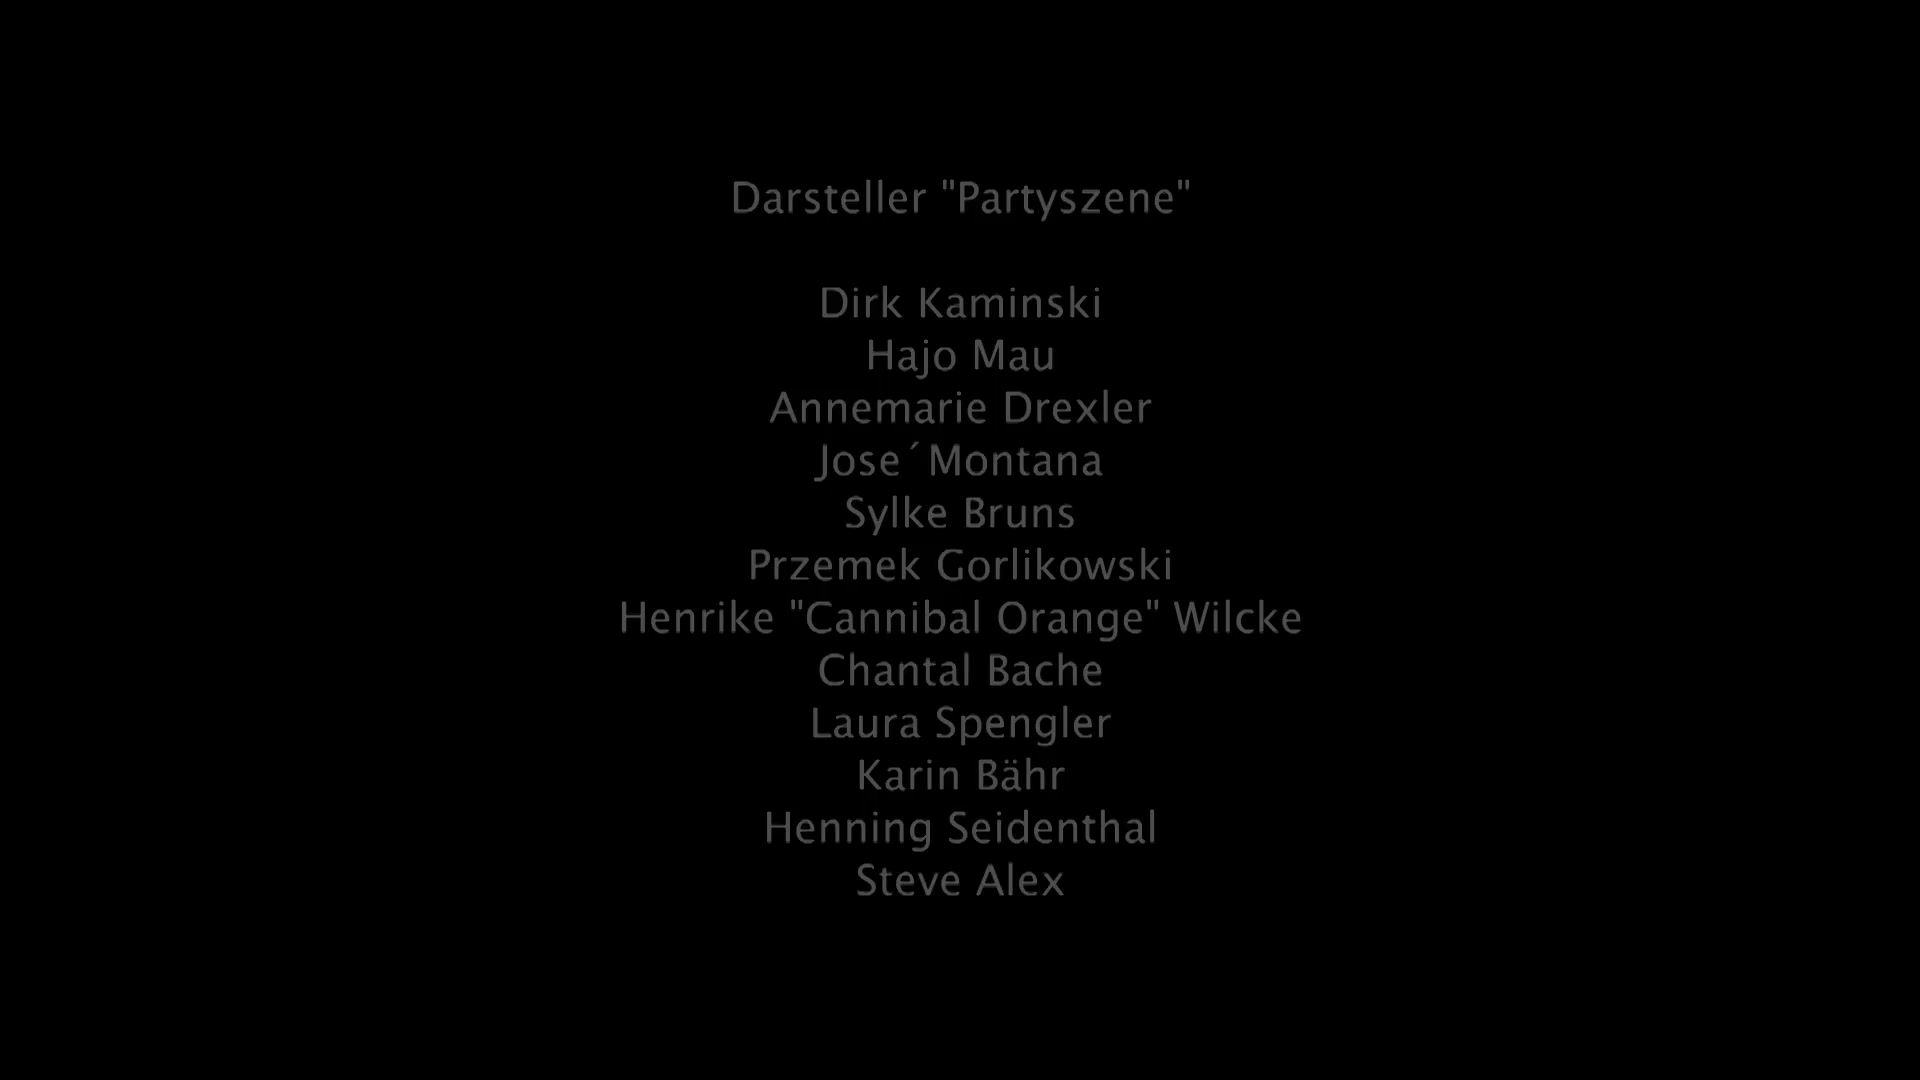 Darsteller "Partyszene"
Dirk Kaminski
Hajo Mau
Annemarie Drexler
Jose´Montana
Sylke Bruns
Przemek Gorlikowski
Henrike "Cannibal Orange" Wilcke
Chantal Bache
Laura Spengler
Karin Bähr
Henning Seidenthal
Steve Alex